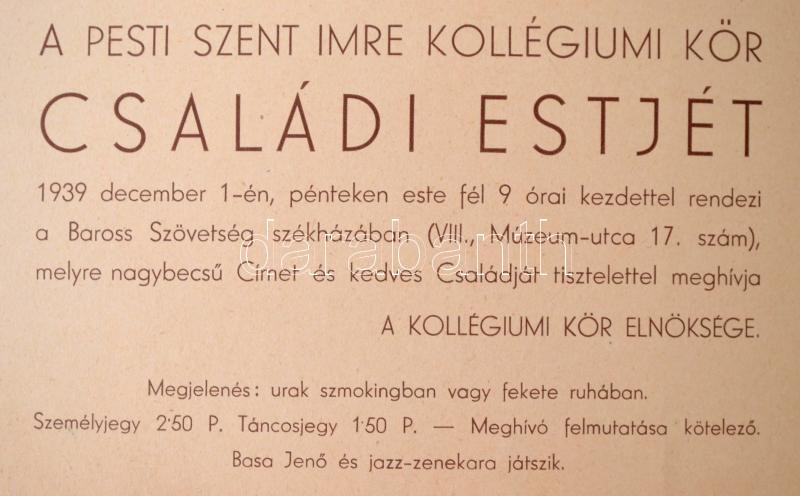 A PESTI SZENT IMRE KOLLÉGIUMI KÖR
CSALÁDI ESTJÉT
1939 december 1-én, pénteken este fél 9 órai kezdettel rendezi
a Baross Szövetség székházában (VIII., Múzeum-utca 17. szám),
darabanth
melyre nagybecsű Címet és kedves Családját tisztelettel meghívja
A KOLLÉGIUMI KÖR ELNÖKSÉGE.
Megjelenés: urak szmokingban vagy fekete ruhában.
Személyjegy 2·50 P. Táncosjegy 1·50 P. — Meghívó felmutatása kötelező.
Basa Jenő és jazz-zenekara játszik.